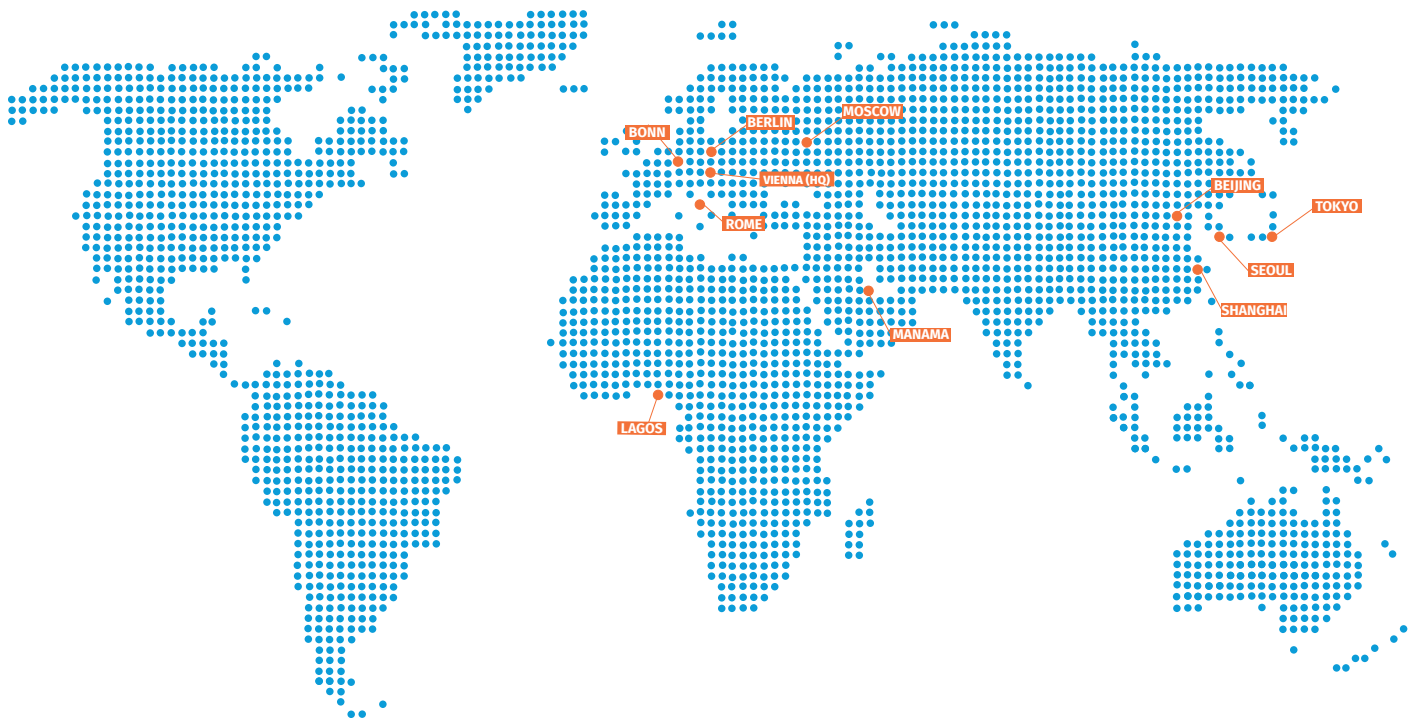 MOSCOW
BERLIN
BONN
VIENNA (HQ)
BEIJING
TOKYO
ROME
SEOUL
SHANGHAI
MANAMA
LAGOS